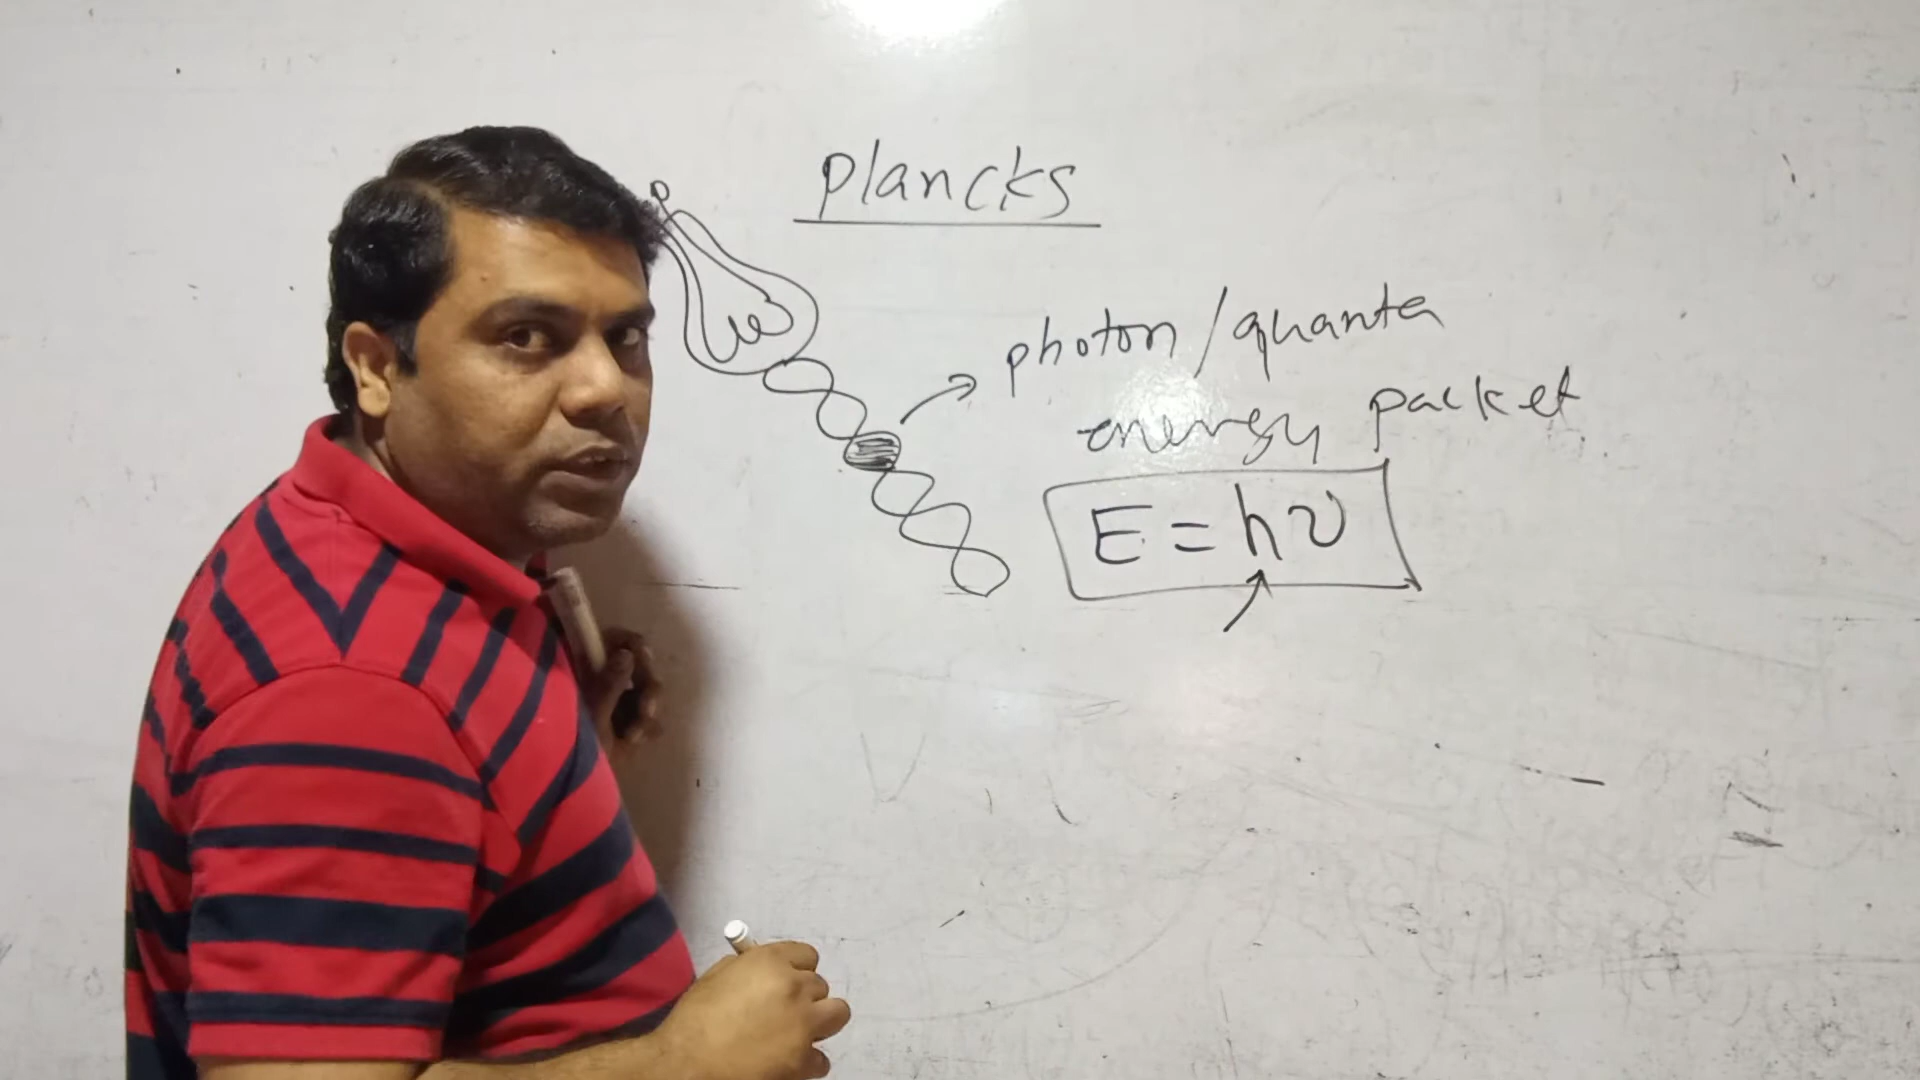 plancks
photon/quanta
energy packet
E = hν